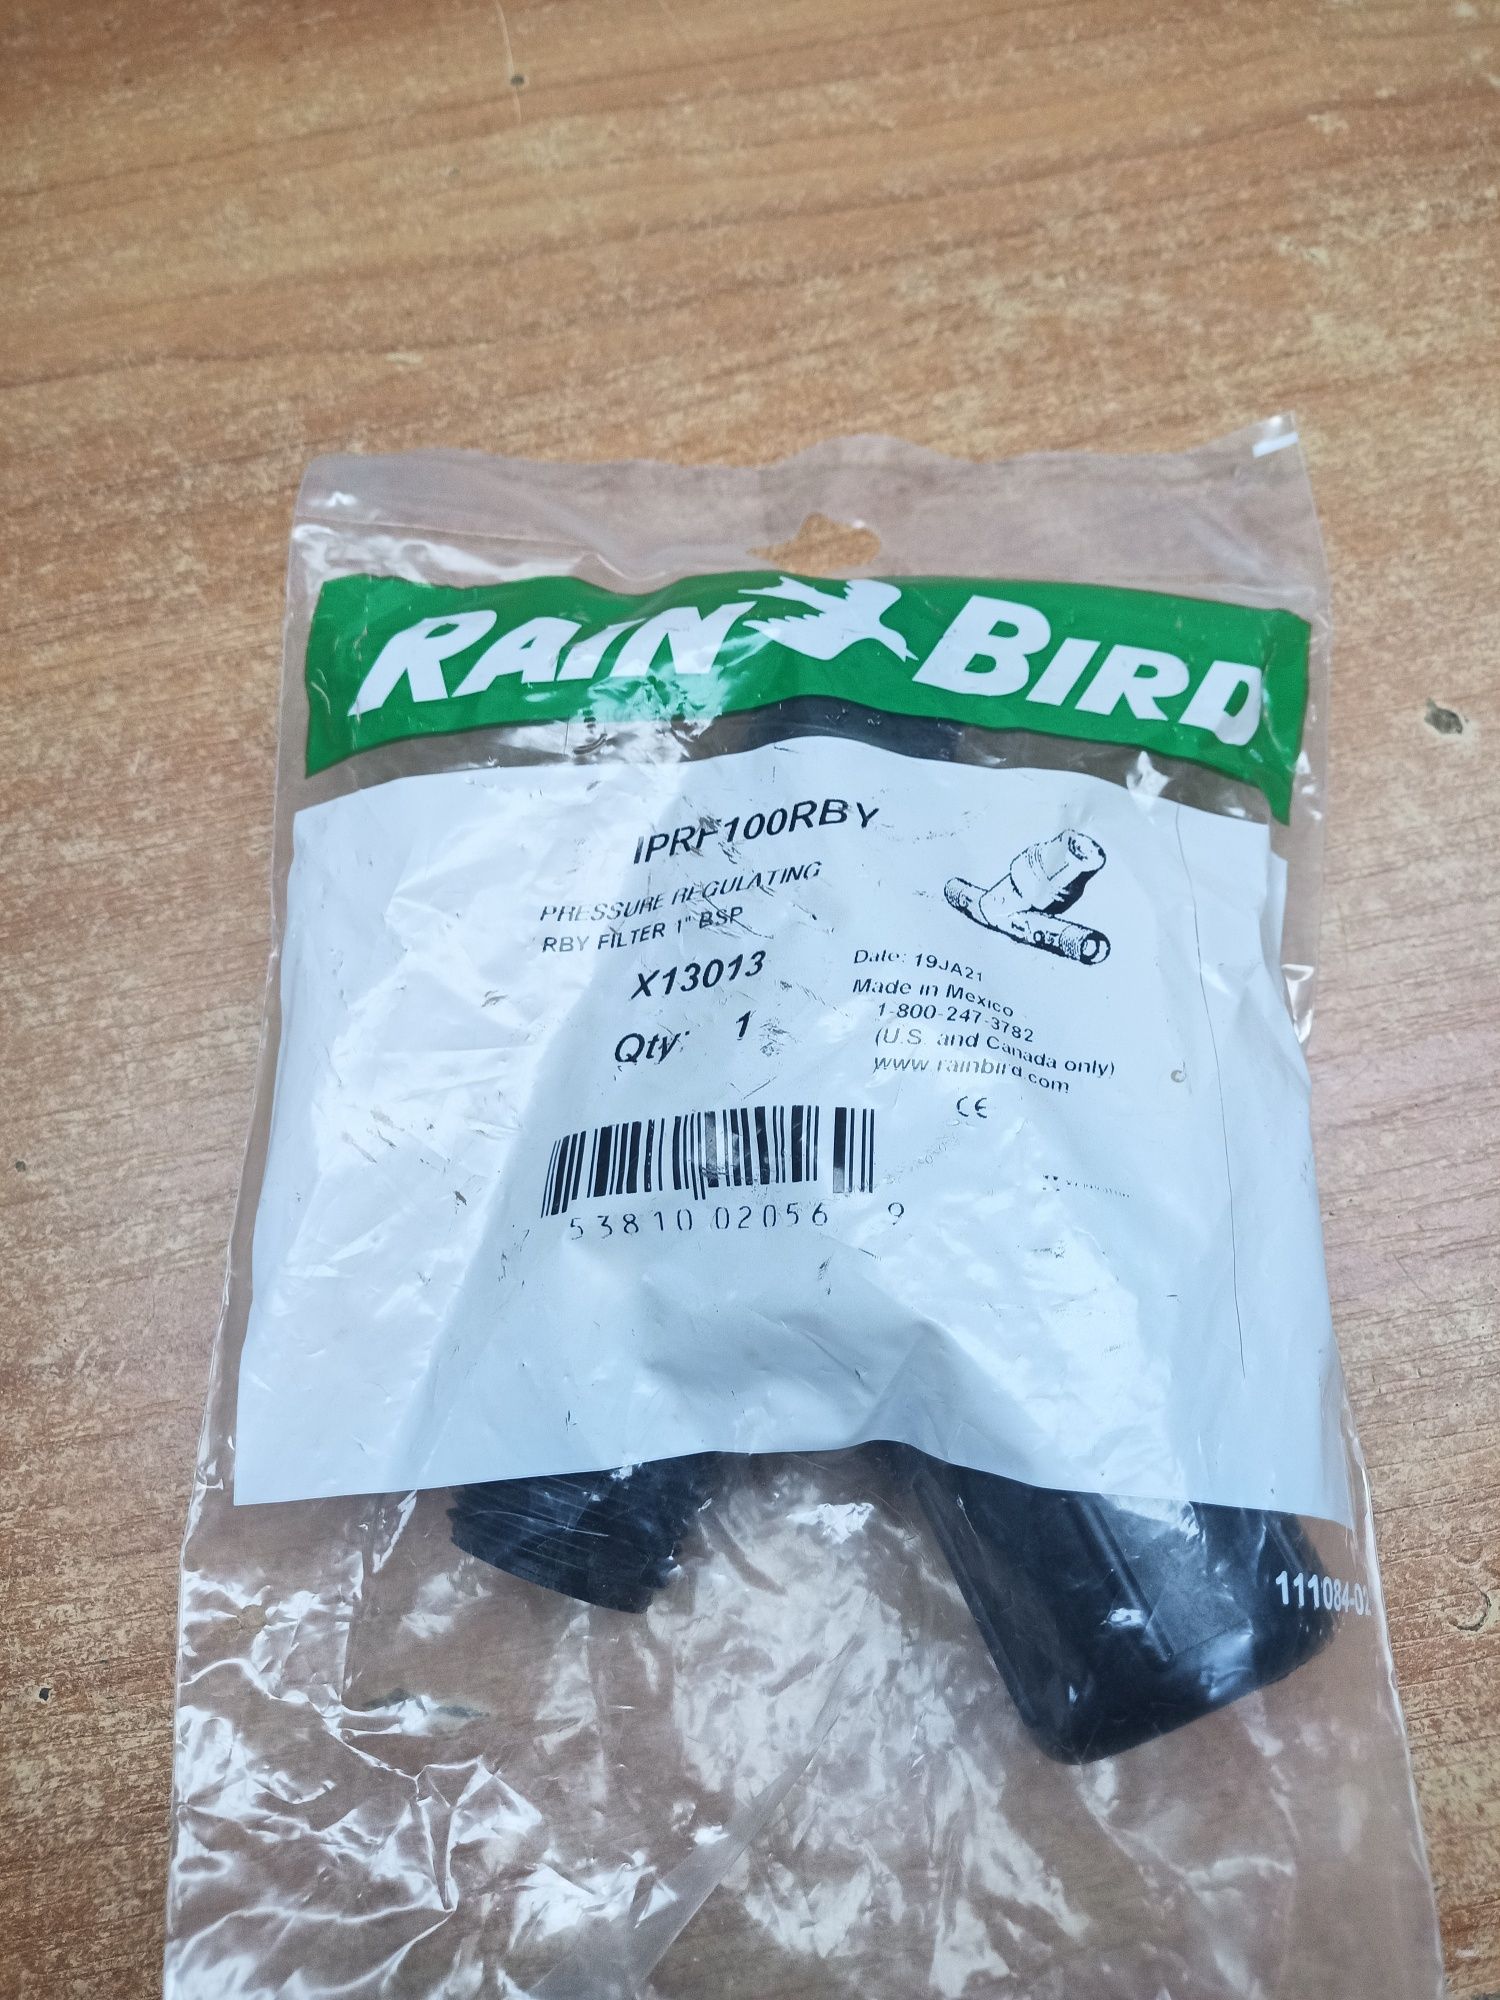 RAIN BIRD
IPRF100RBY
PRESSURE REGULATING
RBY FILTER 1" BSP
X13013
Qty: 1
Date: 19JA21
Made in Mexico
1-800-247-3782
(U.S. and Canada only)
www.rainbird.com
CE
53810 02056 9
111084-02